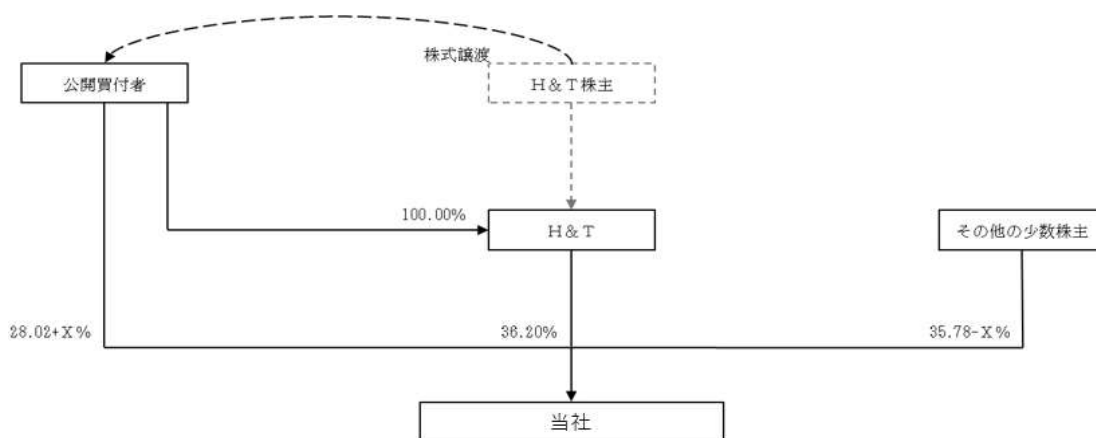 株式譲渡
公開買付者
H&T株主
100.00%
H&T
その他の少数株主
28.02+X%
36.20%
35.78-X%
当社